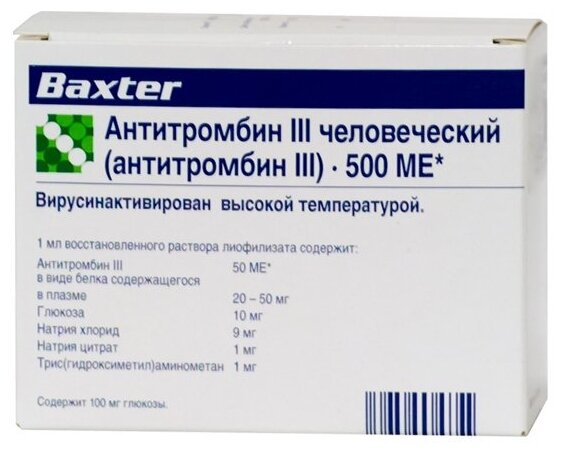 Baxter
Антитромбин III человеческий
(антитромбин III) · 500 МЕ*
Вирусинактивирован высокой температурой.
1 мл восстановленного раствора лиофилизата содержит:
Антитромбин III 50 МЕ*
в виде белка содержащегося
в плазме 20 – 50 мг
Глюкоза 10 мг
Натрия хлорид 9 мг
Натрия цитрат 1 мг
Трис(гидроксиметил)аминометан 1 мг
Содержит 100 мг глюкозы.